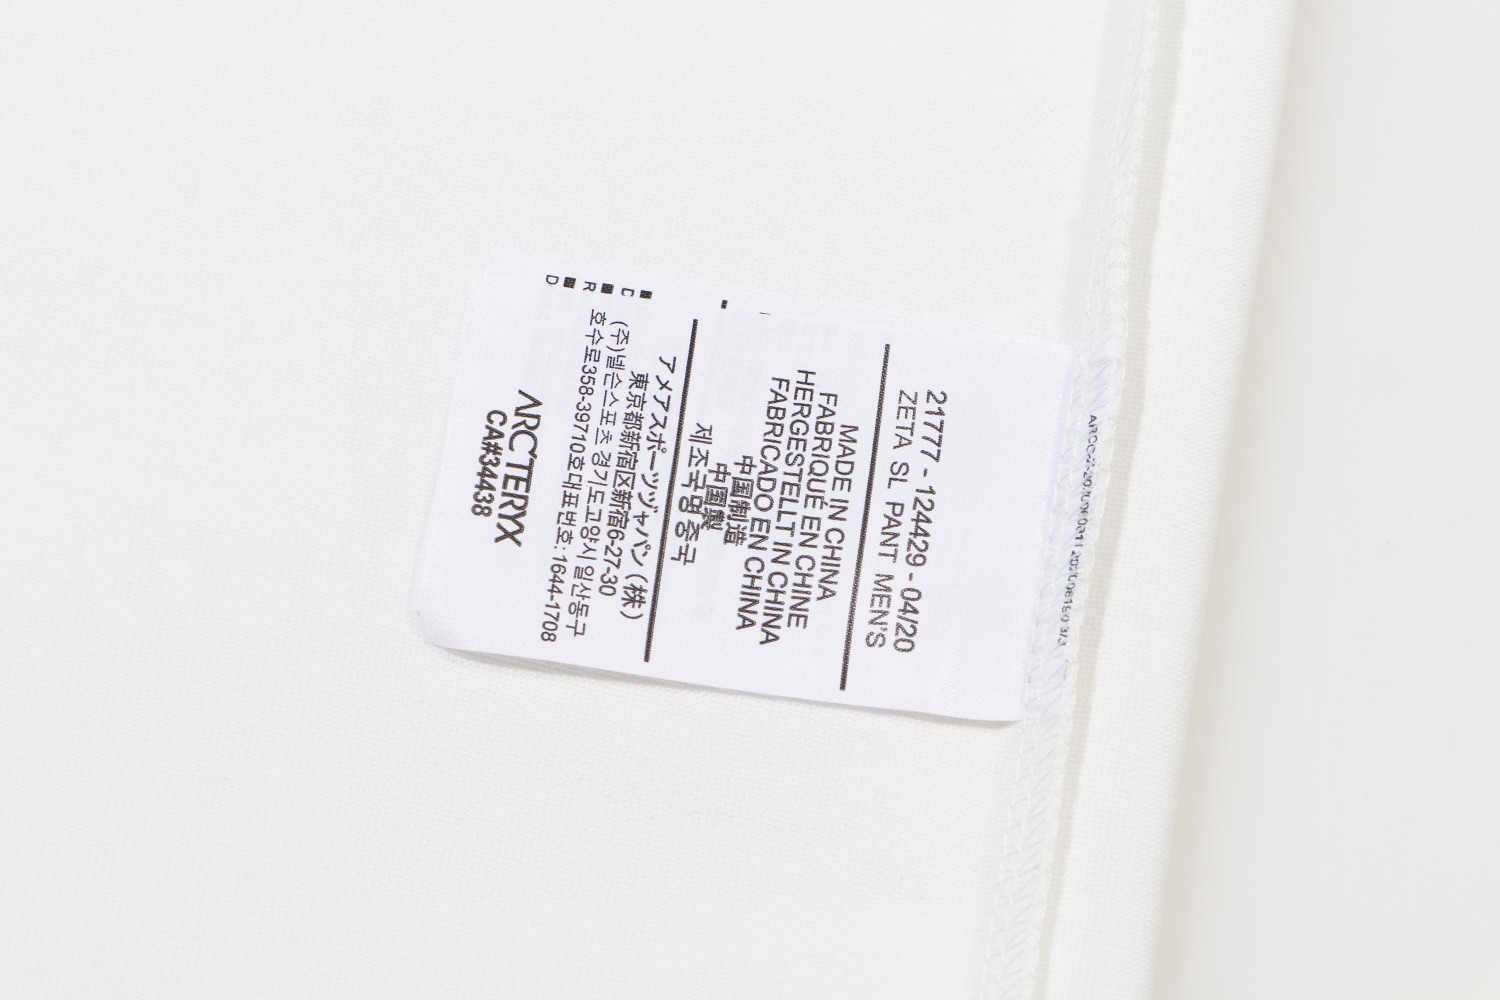 21777 - 124429 - 04/20
ZETA SL PANT MEN'S
MADE IN CHINA
FABRIQUÉ EN CHINE
HERGESTELLT IN CHINA
FABRICADO EN CHINA
中国制造
中國製
제조국명 중국
アメアスポーツジャパン (株)
東京都新宿区新宿6-27-30
(주)넬슨스포츠 경기도고양시일산동구
호수로358-39710호대표번호: 1644-1708
ARC'TERYX
CA#34438
C
R
D